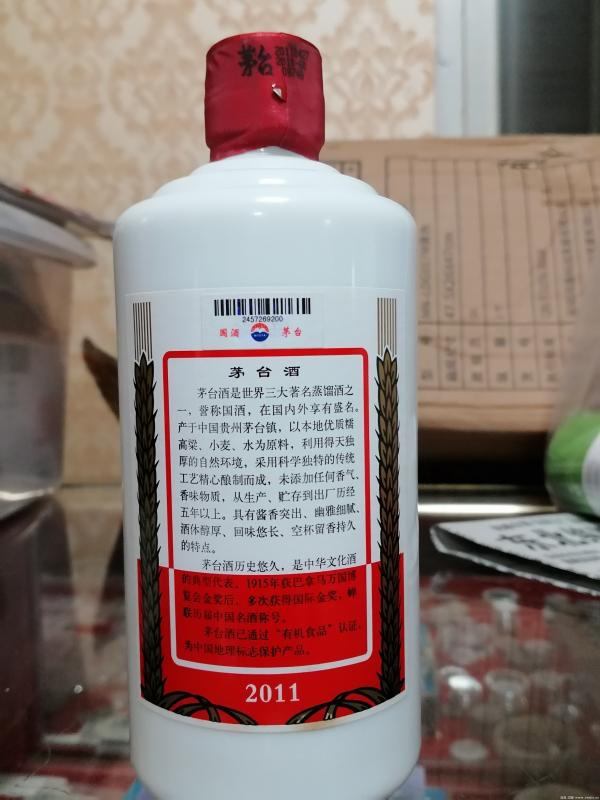 茅台
2457269200
国酒 茅台
茅台酒
茅台酒是世界三大著名蒸馏酒之
一，誉称国酒，在国内外享有盛名。
产于中国贵州茅台镇，以本地优质糯
高粱、小麦、水为原料，利用得天独
厚的自然环境，采用科学独特的传统
工艺精心酿制而成，未添加任何香气、
香味物质，从生产、贮存到出厂历经
五年以上。具有酱香突出、幽雅细腻、
酒体醇厚、回味悠长、空杯留香持久
的特点。
茅台酒历史悠久，是中华文化酒
的典型代表。1915年获巴拿马万国博
览会金奖后，多次获得国际金奖，蝉
联历届中国名酒称号。
茅台酒已通过“有机食品”认证，
为中国地理标志保护产品。
2011